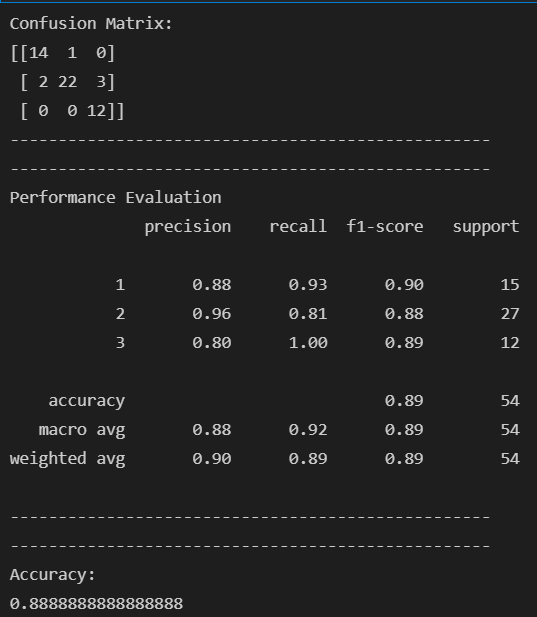 Confusion Matrix:
[[14  1  0]
 [ 2 22  3]
 [ 0  0 12]]
--------------------------------------------------
--------------------------------------------------
Performance Evaluation
              precision    recall  f1-score   support

           1       0.88      0.93      0.90        15
           2       0.96      0.81      0.88        27
           3       0.80      1.00      0.89        12

    accuracy                           0.89        54
   macro avg       0.88      0.92      0.89        54
weighted avg       0.90      0.89      0.89        54

--------------------------------------------------
--------------------------------------------------
Accuracy:
0.8888888888888888